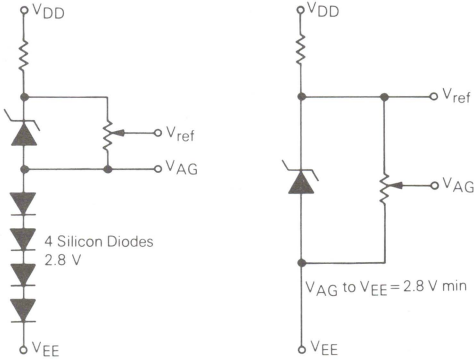 VDD
Vref
VAG
4 Silicon Diodes
2.8 V
VEE
VDD
Vref
VAG
VAG to VEE=2.8 V min
VEE